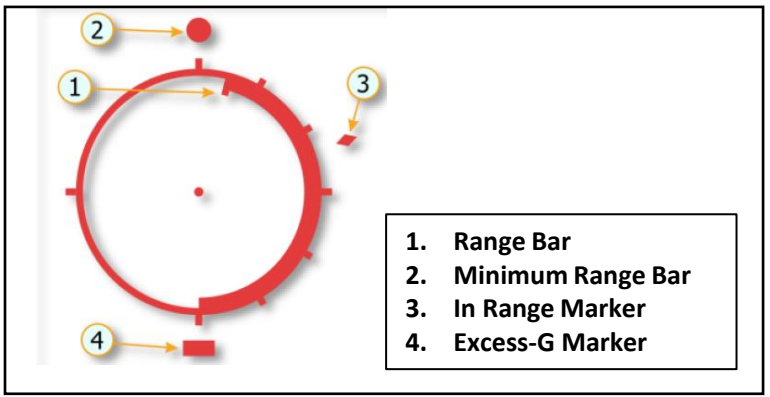 2
1
3
4
1. Range Bar
2. Minimum Range Bar
3. In Range Marker
4. Excess-G Marker